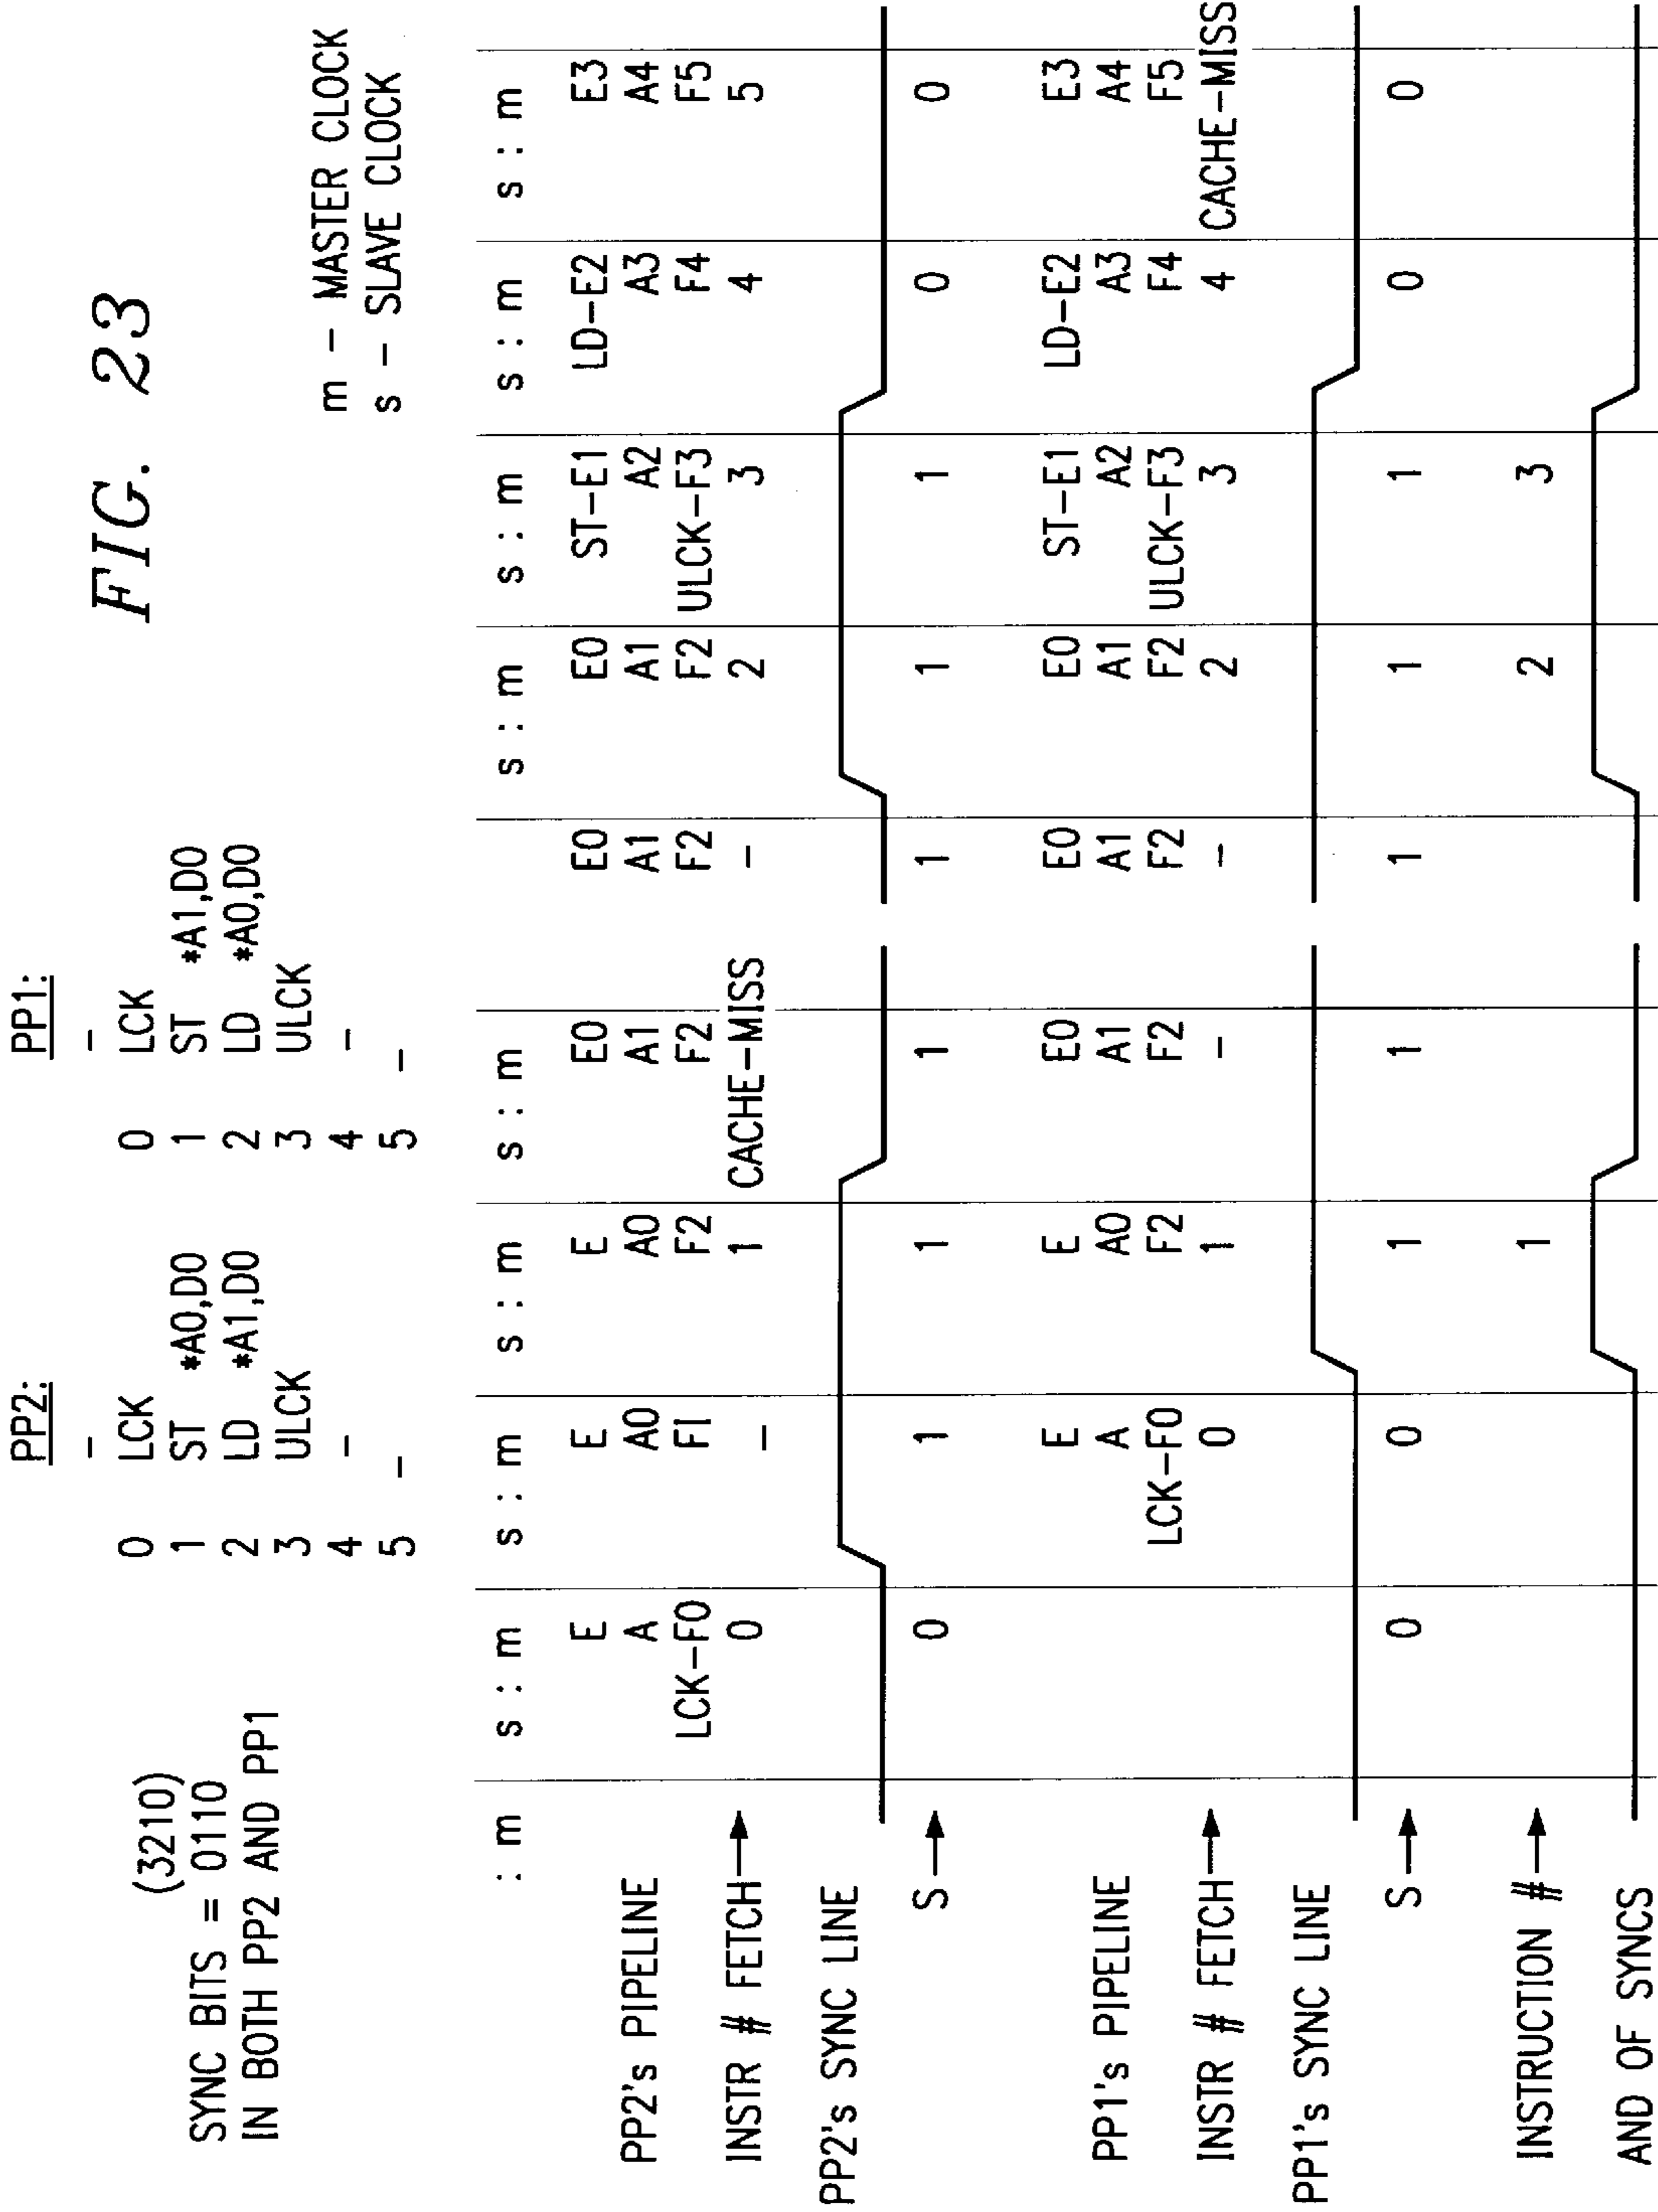 FIG. 23
(3210)
SYNC BITS = 0110
IN BOTH PP2 AND PP1
PP2:
–
0 LCK
1 ST *A0,D0
2 LD *A1,D0
3 ULCK
4 –
5 –
PP1:
–
0 LCK
1 ST *A1,D0
2 LD *A0,D0
3 ULCK
4 –
5 –
m – MASTER CLOCK
s – SLAVE CLOCK
: m s : m s : m s : m s : m s : m s : m s : m s : m
E E E E0 E0 E0 ST–E1 LD–E2 E3
PP2's PIPELINE A A0 A0 A1 A1 A1 A2 A3 A4
LCK–F0 F1 F2 F2 F2 F2 ULCK–F3 F4 F5
INSTR # FETCH 0 – 1 CACHE–MISS – 2 3 4 5
PP2's SYNC LINE
S 0 1 1 1 1 1 1 0 0
E E E0 E0 E0 ST–E1 LD–E2 E3
PP1's PIPELINE A A0 A1 A1 A1 A2 A3 A4
LCK–F0 F2 F2 F2 F2 ULCK–F3 F4 F5
INSTR # FETCH 0 1 – – 2 3 4 CACHE–MISS
PP1's SYNC LINE
S 0 0 1 1 1 1 1 0 0
INSTRUCTION # 1 2 3
AND OF SYNCS